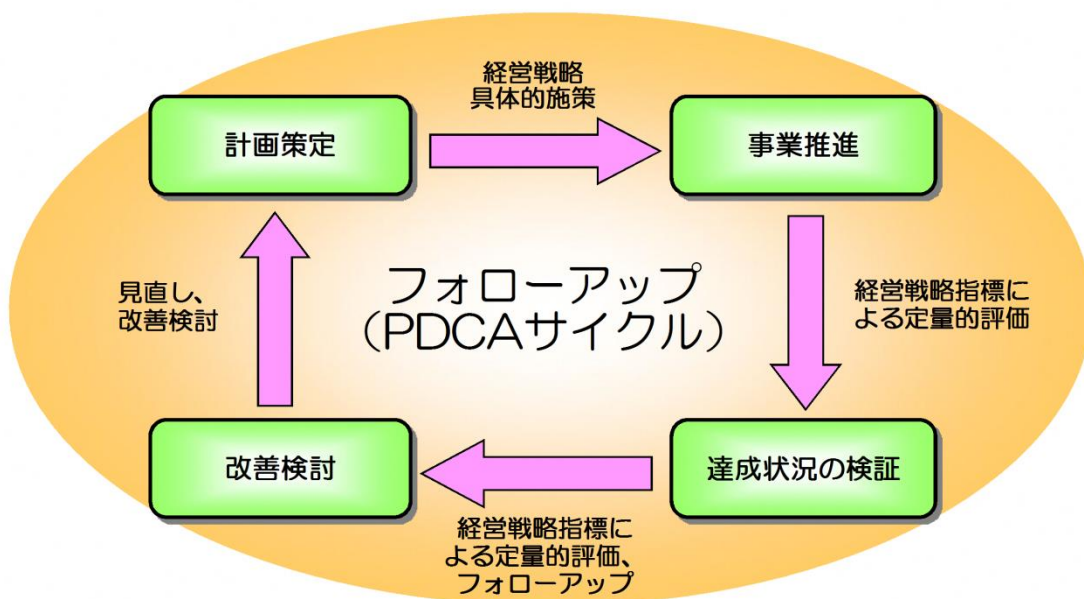 経営戦略
具体的施策
計画策定
事業推進
フォローアップ
（PDCAサイクル）
見直し、
改善検討
経営戦略指標に
よる定量的評価
改善検討
達成状況の検証
経営戦略指標に
よる定量的評価、
フォローアップ